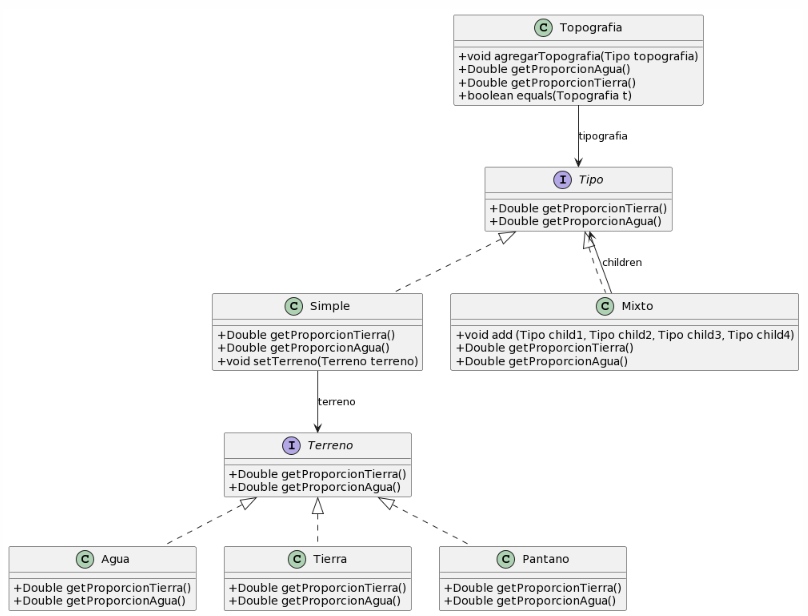 C Topografia
+void agregarTopografia(Tipo topografia)
+Double getProporcionAgua()
+Double getProporcionTierra()
+boolean equals(Topografia t)
tipografia
I Tipo
+Double getProporcionTierra()
+Double getProporcionAgua()
children
C Simple
+Double getProporcionTierra()
+Double getProporcionAgua()
+void setTerreno(Terreno terreno)
C Mixto
+void add (Tipo child1, Tipo child2, Tipo child3, Tipo child4)
+Double getProporcionTierra()
+Double getProporcionAgua()
terreno
I Terreno
+Double getProporcionTierra()
+Double getProporcionAgua()
C Agua
+Double getProporcionTierra()
+Double getProporcionAgua()
C Tierra
+Double getProporcionTierra()
+Double getProporcionAgua()
C Pantano
+Double getProporcionTierra()
+Double getProporcionAgua()